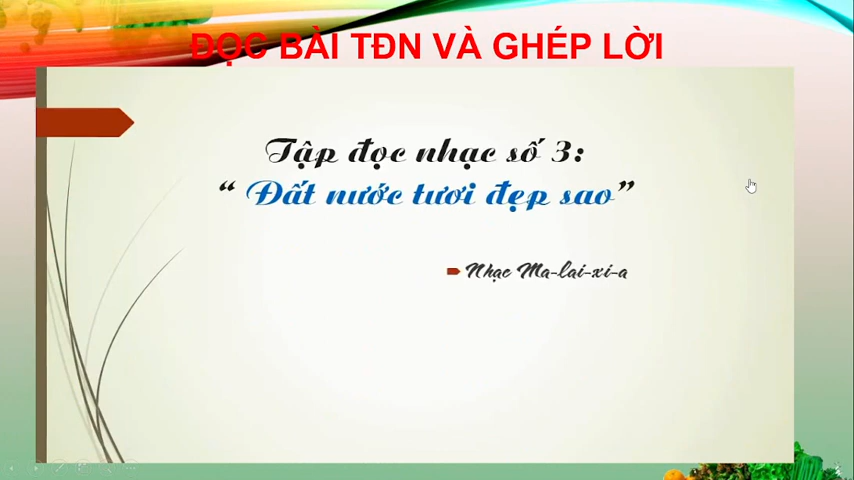 ĐỌC BÀI TĐN VÀ GHÉP LỜI
Tập đọc nhạc số 3:
“ Đất nước tươi đẹp sao”
Nhạc Ma-lai-xi-a